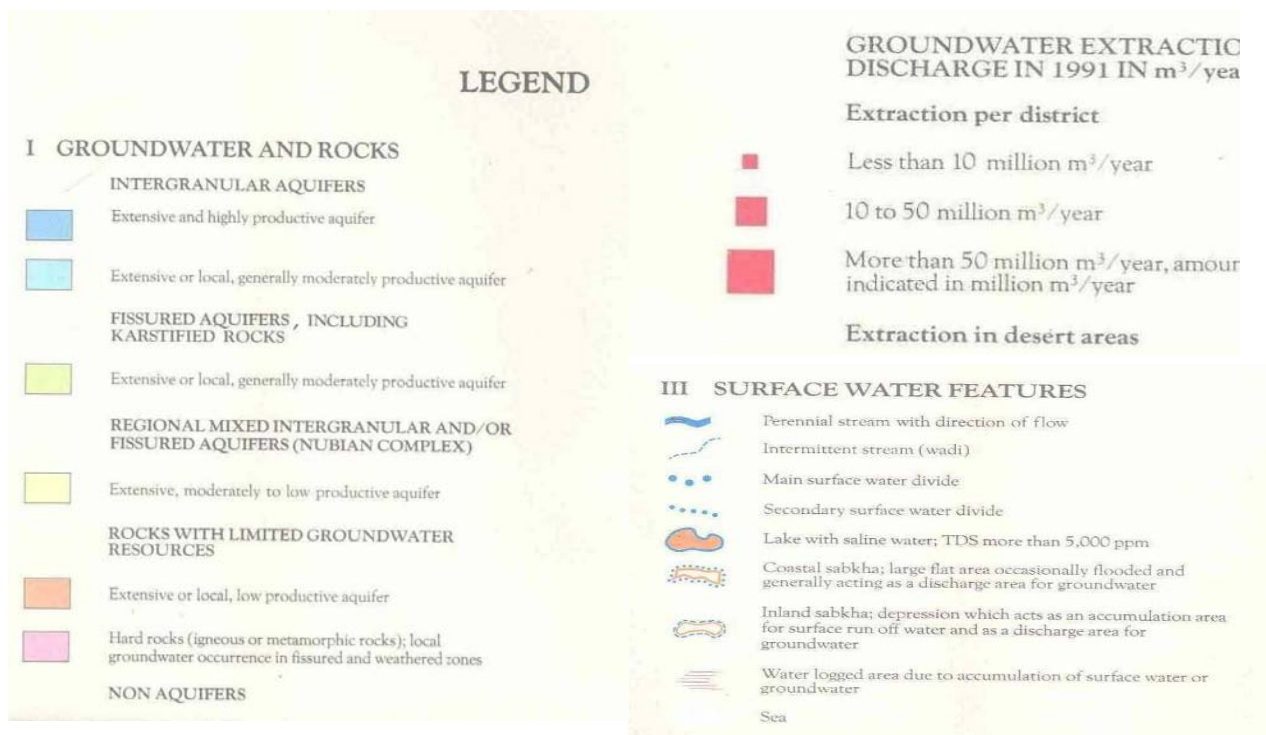 LEGEND
I GROUNDWATER AND ROCKS
INTERGRANULAR AQUIFERS
Extensive and highly productive aquifer
Extensive or local, generally moderately productive aquifer
FISSURED AQUIFERS, INCLUDING
KARSTIFIED ROCKS
Extensive or local, generally moderately productive aquifer
REGIONAL MIXED INTERGRANULAR AND/OR
FISSURED AQUIFERS (NUBIAN COMPLEX)
Extensive, moderately to low productive aquifer
ROCKS WITH LIMITED GROUNDWATER
RESOURCES
Extensive or local, low productive aquifer
Hard rocks (igneous or metamorphic rocks); local
groundwater occurrence in fissured and weathered zones
NON AQUIFERS
GROUNDWATER EXTRACTIO
DISCHARGE IN 1991 IN m³/yea
Extraction per district
Less than 10 million m³/year
10 to 50 million m³/year
More than 50 million m³/year, amour
indicated in million m³/year
Extraction in desert areas
III SURFACE WATER FEATURES
Perennial stream with direction of flow
Intermittent stream (wadi)
Main surface water divide
Secondary surface water divide
Lake with saline water; TDS more than 5,000 ppm
Coastal sabkha; large flat area occasionally flooded and
generally acting as a discharge area for groundwater
Inland sabkha; depression which acts as an accumulation area
for surface run off water and as a discharge area for
groundwater
Water logged area due to accumulation of surface water or
groundwater
Sea